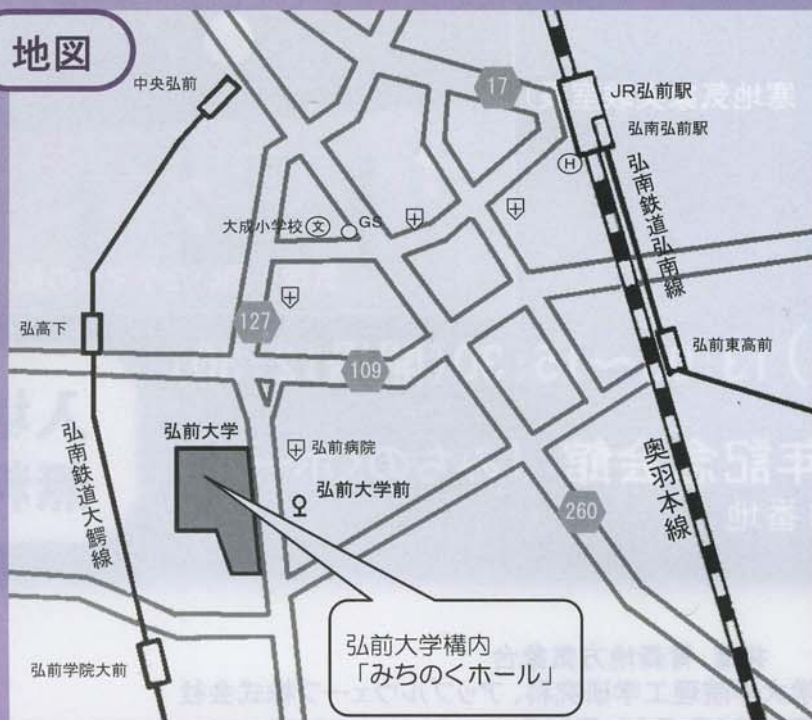 地図
中央弘前
17
JR弘前駅
弘南弘前駅
H
弘南鉄道弘南線
大成小学校
文
GS
127
弘高下
109
弘前東高前
弘前大学
弘前病院
弘前大学前
弘南鉄道大鰐線
奥羽本線
260
弘前大学構内
「みちのくホール」
弘前学院大前